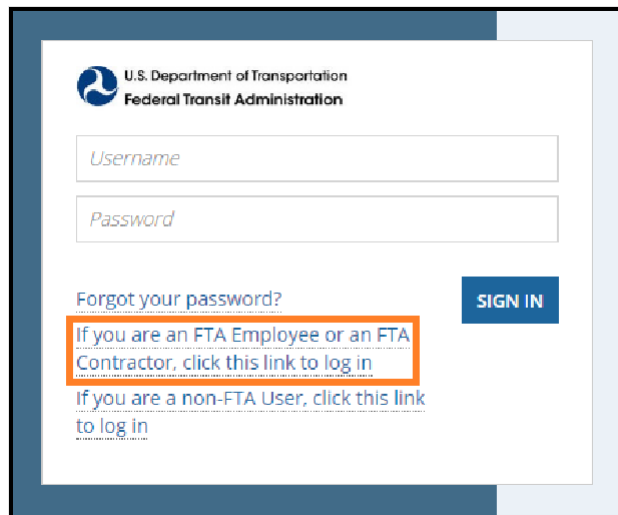 U.S. Department of Transportation
Federal Transit Administration
Username
Password
Forgot your password?
SIGN IN
If you are an FTA Employee or an FTA
Contractor, click this link to log in
If you are a non-FTA User, click this link
to log in